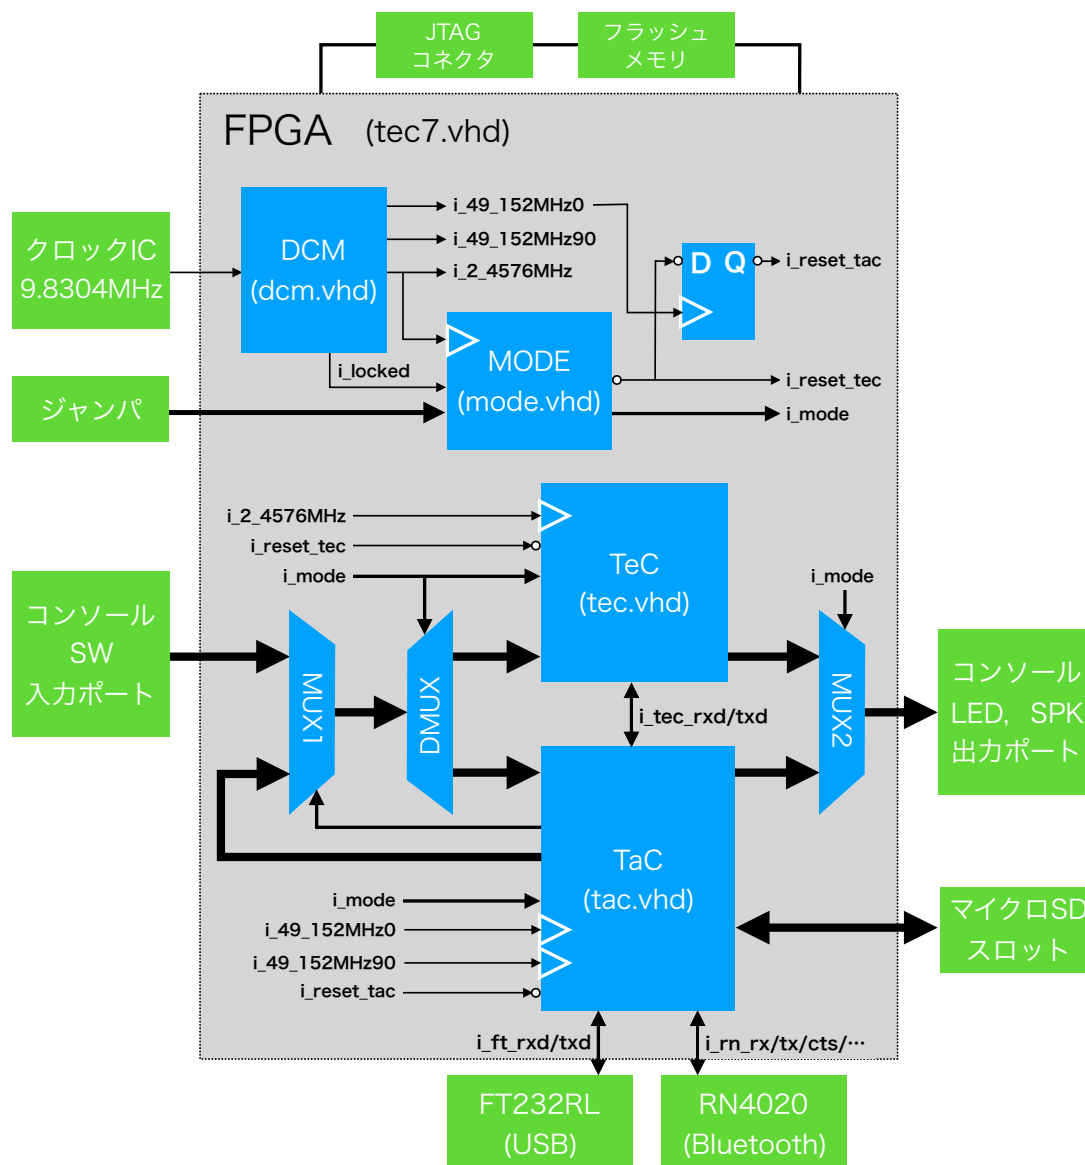 JTAG
コネクタ
フラッシュ
メモリ
FPGA (tec7.vhd)
クロックIC
9.8304MHz
DCM
(dcm.vhd)
i_49_152MHz0
i_49_152MHz90
i_2_4576MHz
D Q
i_reset_tac
i_locked
MODE
(mode.vhd)
i_reset_tec
i_mode
ジャンパ
i_2_4576MHz
i_reset_tec
i_mode
TeC
(tec.vhd)
i_mode
コンソール
SW
入力ポート
MUX1
DMUX
MUX2
i_tec_rxd/txd
コンソール
LED，SPK
出力ポート
TaC
(tac.vhd)
i_mode
i_49_152MHz0
i_49_152MHz90
i_reset_tac
マイクロSD
スロット
i_ft_rxd/txd
i_rn_rx/tx/cts/…
FT232RL
(USB)
RN4020
(Bluetooth)